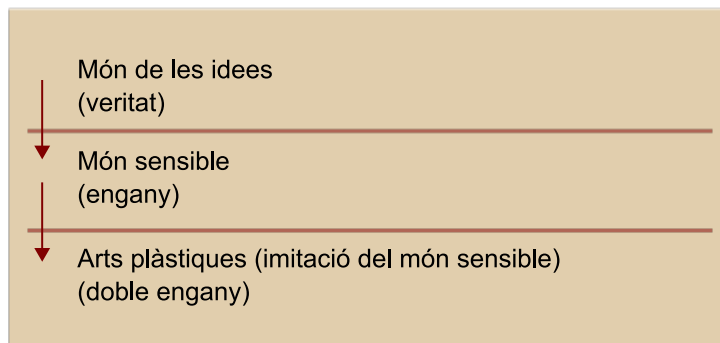 Món de les idees
(veritat)
Món sensible
(engany)
Arts plàstiques (imitació del món sensible)
(doble engany)